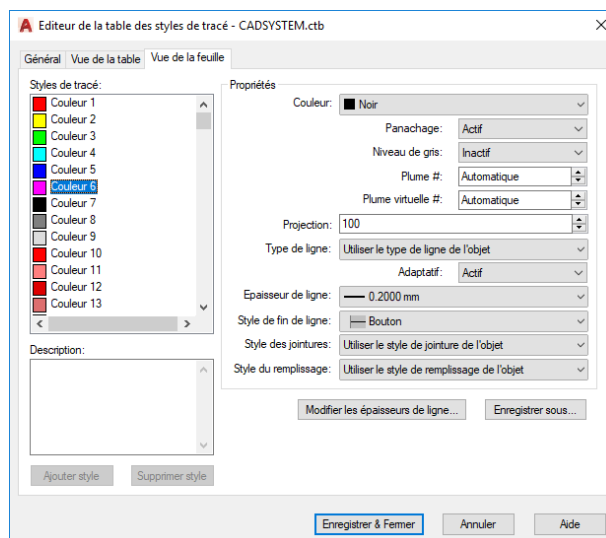 Editeur de la table des styles de tracé - CADSYSTEM.ctb
Général
Vue de la table
Vue de la feuille
Styles de tracé:
Couleur 1
Couleur 2
Couleur 3
Couleur 4
Couleur 5
Couleur 6
Couleur 7
Couleur 8
Couleur 9
Couleur 10
Couleur 11
Couleur 12
Couleur 13
Description:
Ajouter style
Supprimer style
Propriétés
Couleur: Noir
Panachage: Actif
Niveau de gris: Inactif
Plume #: Automatique
Plume virtuelle #: Automatique
Projection: 100
Type de ligne: Utiliser le type de ligne de l'objet
Adaptatif: Actif
Epaisseur de ligne: 0.2000 mm
Style de fin de ligne: Bouton
Style des jointures: Utiliser le style de jointure de l'objet
Style du remplissage: Utiliser le style de remplissage de l'objet
Modifier les épaisseurs de ligne...
Enregistrer sous...
Enregistrer & Fermer
Annuler
Aide